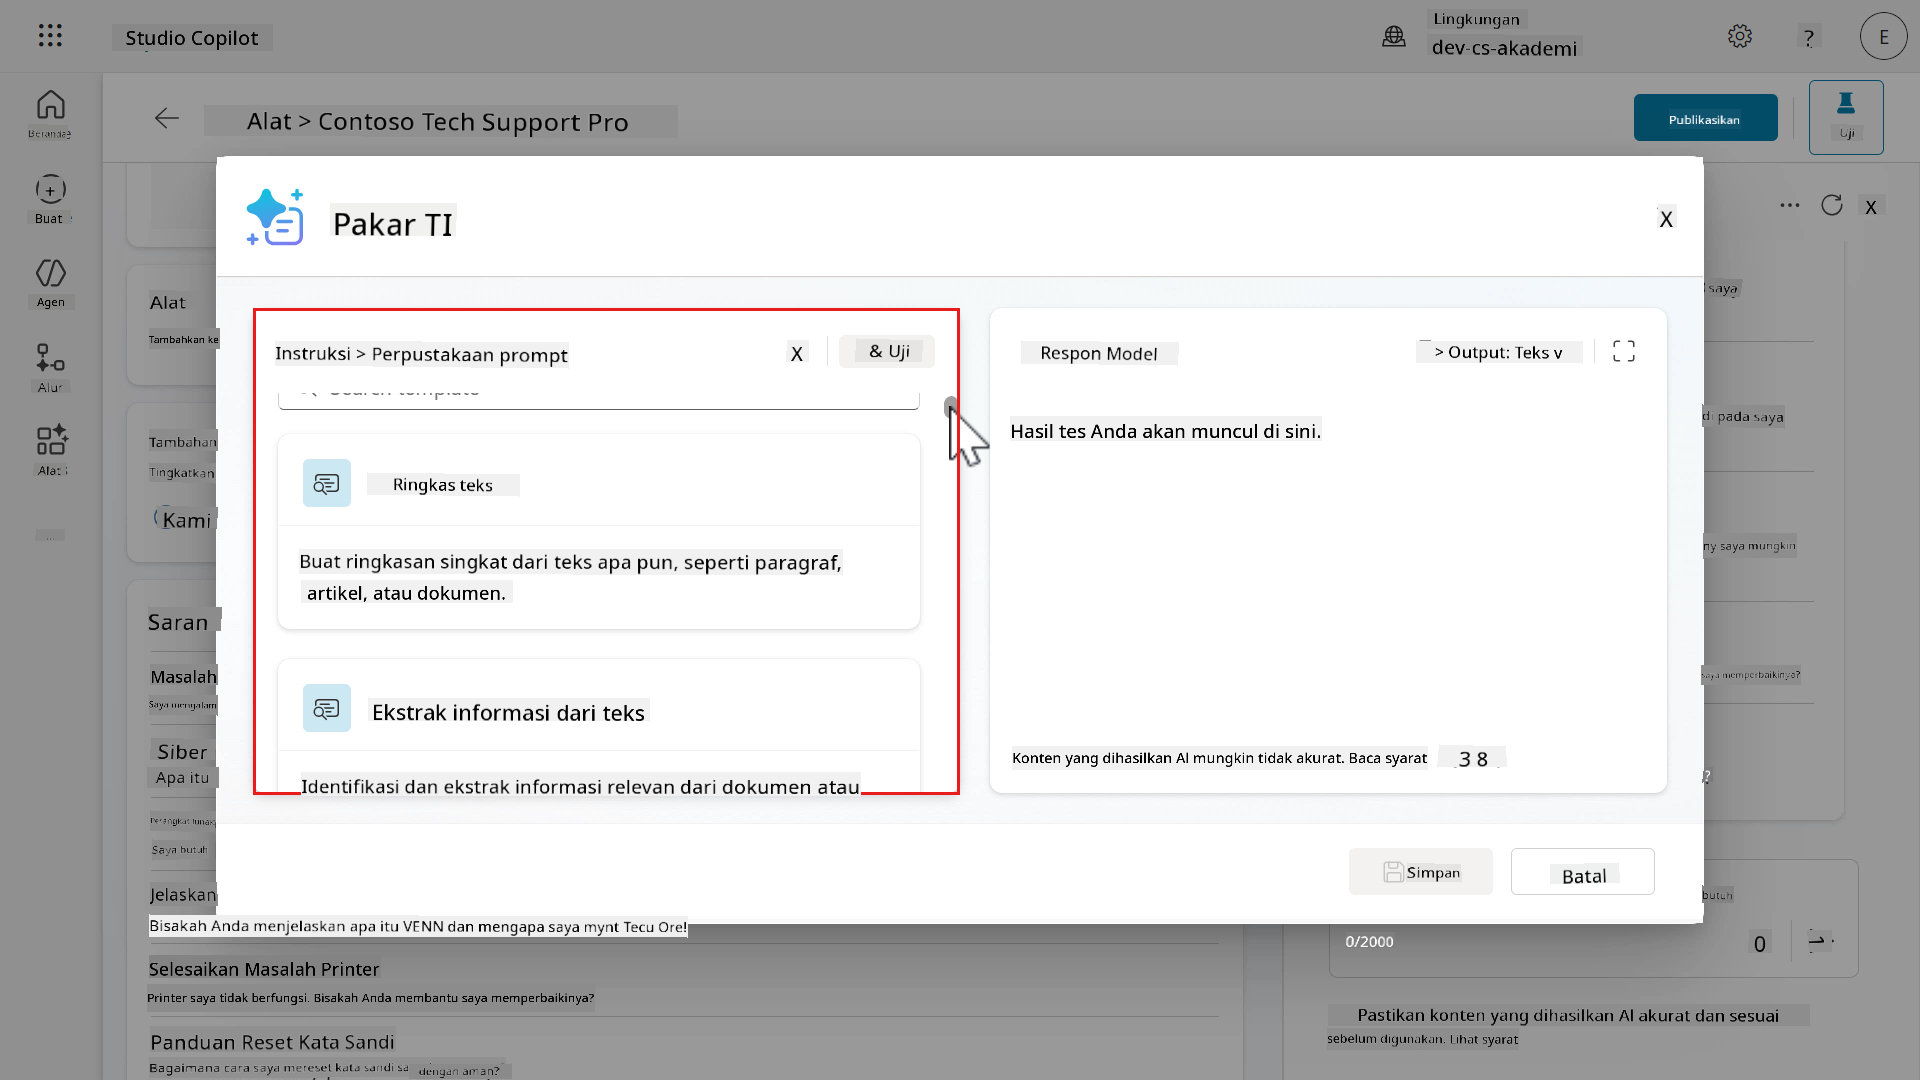 Studio Copilot
Lingkungan
dev-cs-akademi
?
E
Alat > Contoso Tech Support Pro
Publikasikan
Uji
Beranda
Buat
Agen
Alur
Alat
Alat
Tambahkan ke
Tambahan
Tingkatkan
Kami
Saran
Masalah
Saya mengalam
Siber
Apa itu
Perangkat lunak
Saya butuh
Jelaskan
Pakar TI
X
Instruksi > Perpustakaan prompt
X
& Uji
Search template
Ringkas teks
Buat ringkasan singkat dari teks apa pun, seperti paragraf,
artikel, atau dokumen.
Ekstrak informasi dari teks
Identifikasi dan ekstrak informasi relevan dari dokumen atau
Respon Model
> Output: Teks v
Hasil tes Anda akan muncul di sini.
Konten yang dihasilkan AI mungkin tidak akurat. Baca syarat
3 8
Simpan
Batal
X
saya
di pada saya
ny saya mungkin
saya memperbaikinya?
?
butuh
Bisakah Anda menjelaskan apa itu VENN dan mengapa saya mynt Tecu Ore!
Selesaikan Masalah Printer
Printer saya tidak berfungsi. Bisakah Anda membantu saya memperbaikinya?
Panduan Reset Kata Sandi
Bagaimana cara saya mereset kata sandi sa dengan aman?
0/2000
0
Pastikan konten yang dihasilkan AI akurat dan sesuai
sebelum digunakan. Lihat syarat